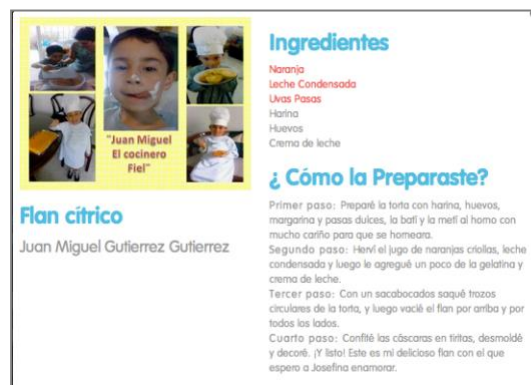 "Juan Miguel
El cocinero
Fiel"
Flan cítrico
Juan Miguel Gutierrez Gutierrez
Ingredientes
Naranja
Leche Condensada
Uvas Pasas
Harina
Huevos
Crema de leche
¿ Cómo la Preparaste?
Primer paso: Preparé la torta con harina, huevos,
margarina y pasas dulces, la batí y la metí al horno con
mucho cariño para que se horneara.
Segundo paso: Herví el jugo de naranjas criollas, leche
condensada y luego le agregué un poco de la gelatina y
crema de leche.
Tercer paso: Con un sacabocados saqué trozos
circulares de la torta, y luego vacié el flan por arriba y por
todos los lados.
Cuarto paso: Confité las cáscaras en tiritas, desmoldé
y decoré. ¡Y listo! Este es mi delicioso flan con el que
espero a Josefina enamorar.